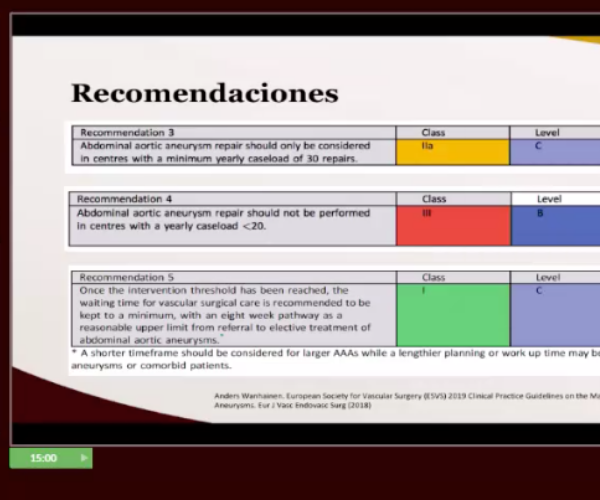 Recomendaciones
Recommendation 3 Class Level
Abdominal aortic aneurysm repair should only be considered IIa C
in centres with a minimum yearly caseload of 30 repairs.
Recommendation 4 Class Level
Abdominal aortic aneurysm repair should not be performed III B
in centres with a yearly caseload <20.
Recommendation 5 Class Level
Once the intervention threshold has been reached, the I C
waiting time for vascular surgical care is recommended to be
kept to a minimum, with an eight week pathway as a
reasonable upper limit from referral to elective treatment of
abdominal aortic aneurysms.*
* A shorter timeframe should be considered for larger AAAs while a lengthier planning or work up time may be
aneurysms or comorbid patients.
Anders Wanhainen. European Society for Vascular Surgery (ESVS) 2019 Clinical Practice Guidelines on the
Aneurysms. Eur J Vasc Endovasc Surg (2018)
15:00